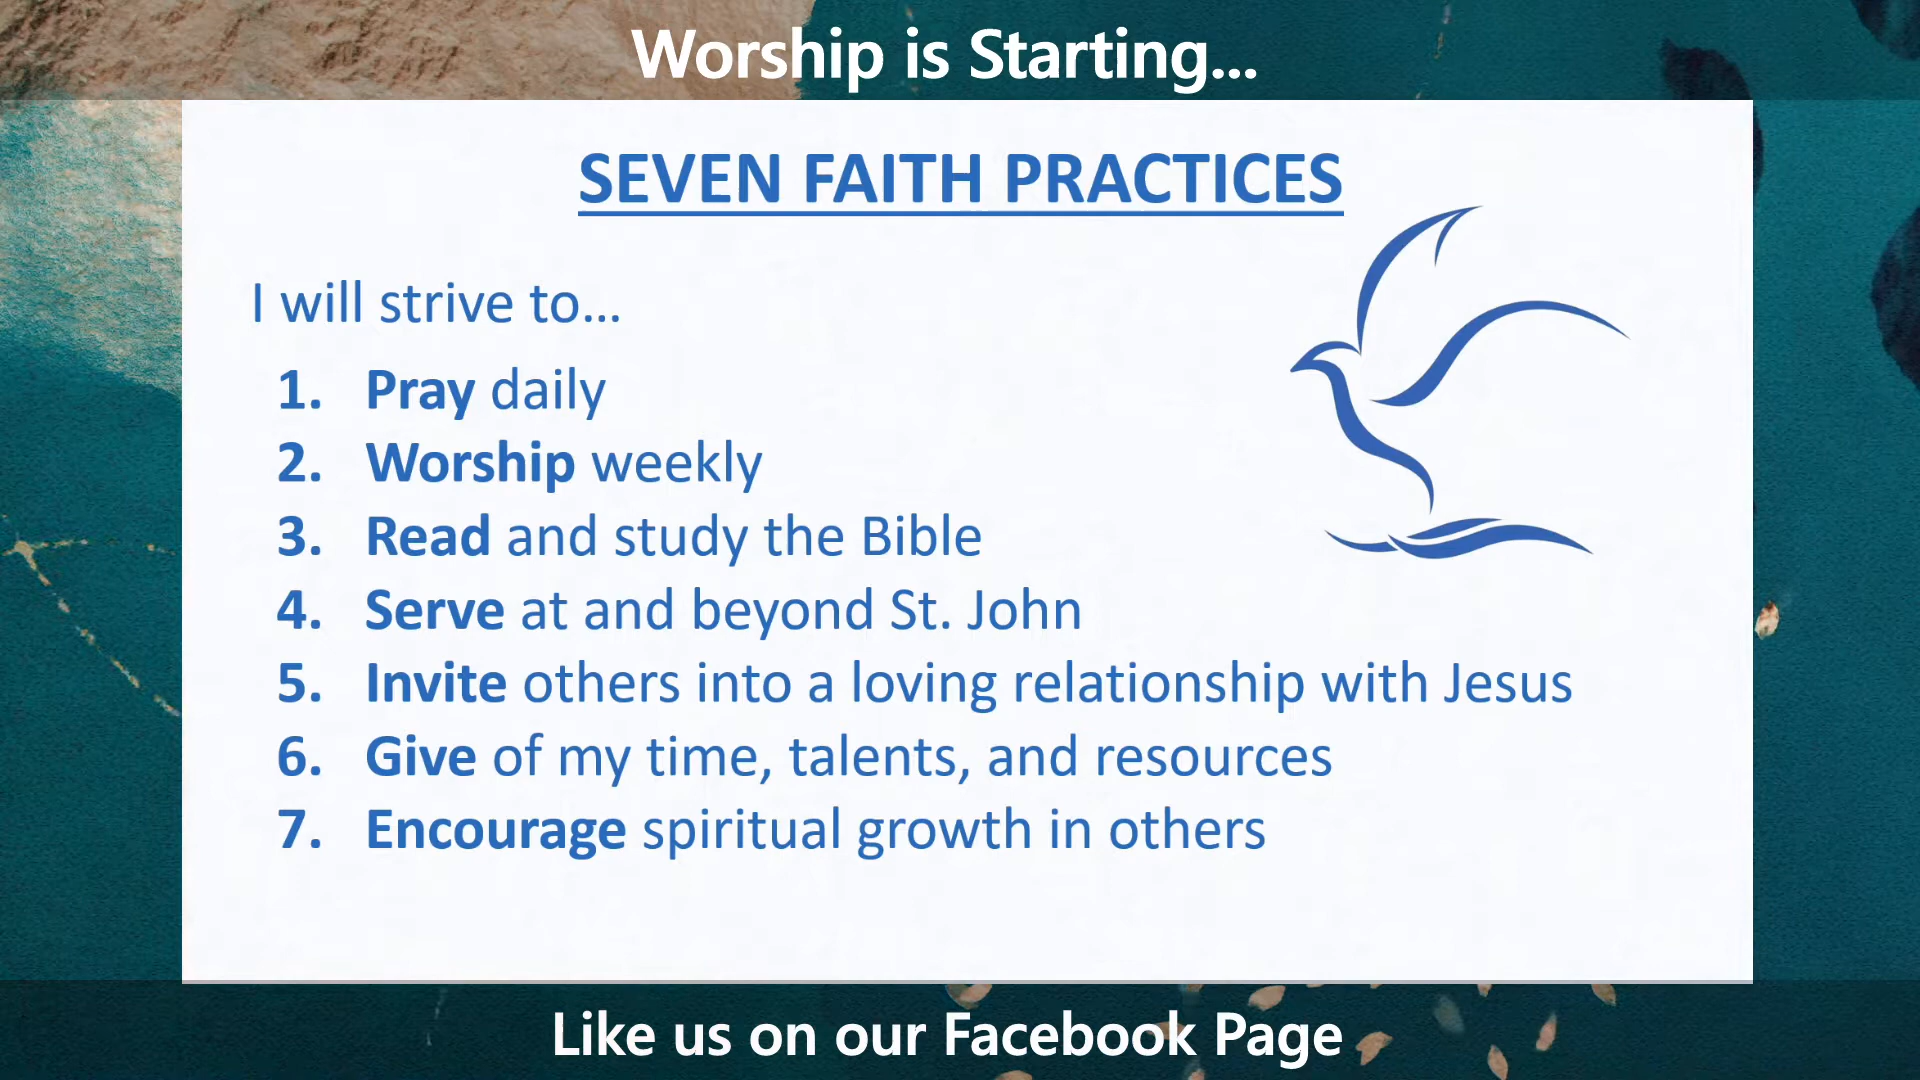 Worship is Starting...
SEVEN FAITH PRACTICES
I will strive to...
1. Pray daily
2. Worship weekly
3. Read and study the Bible
4. Serve at and beyond St. John
5. Invite others into a loving relationship with Jesus
6. Give of my time, talents, and resources
7. Encourage spiritual growth in others
Like us on our Facebook Page